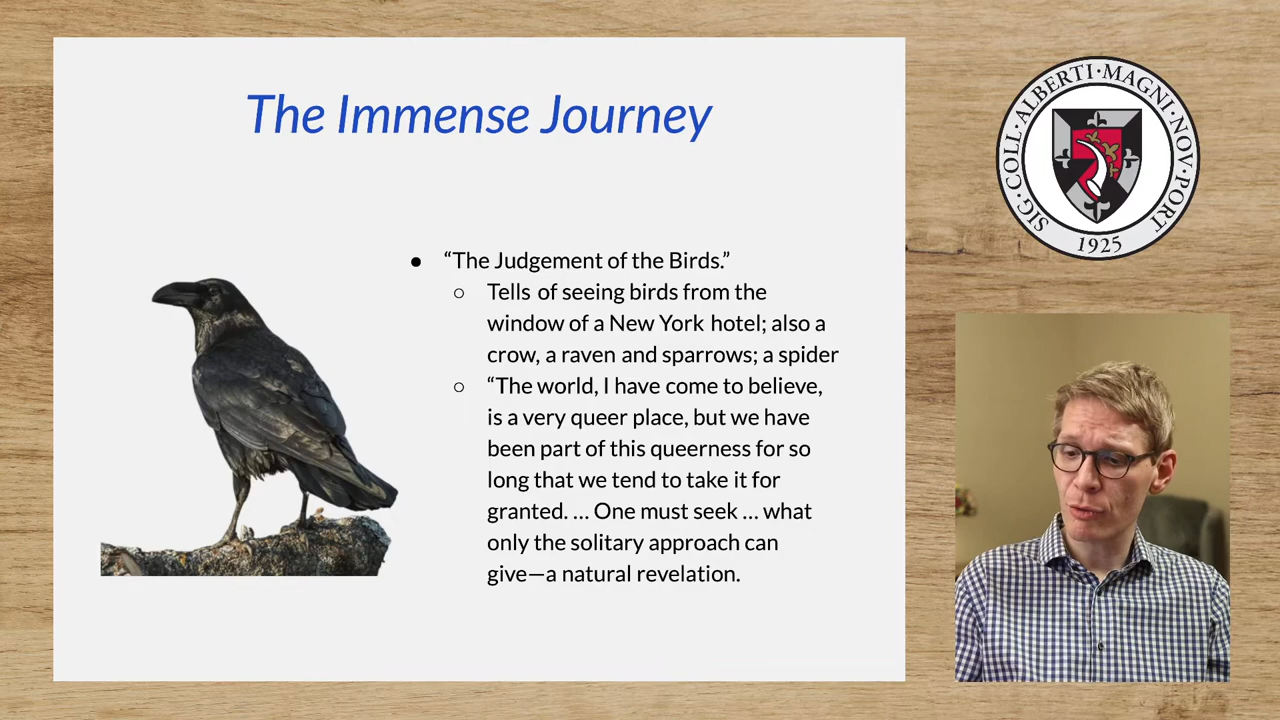 The Immense Journey
● “The Judgement of the Birds.”
○ Tells of seeing birds from the
window of a New York hotel; also a
crow, a raven and sparrows; a spider
○ “The world, I have come to believe,
is a very queer place, but we have
been part of this queerness for so
long that we tend to take it for
granted. ... One must seek ... what
only the solitary approach can
give—a natural revelation.
SIG·COLL·ALBERTI·MAGNI·NOV·PORT
1925